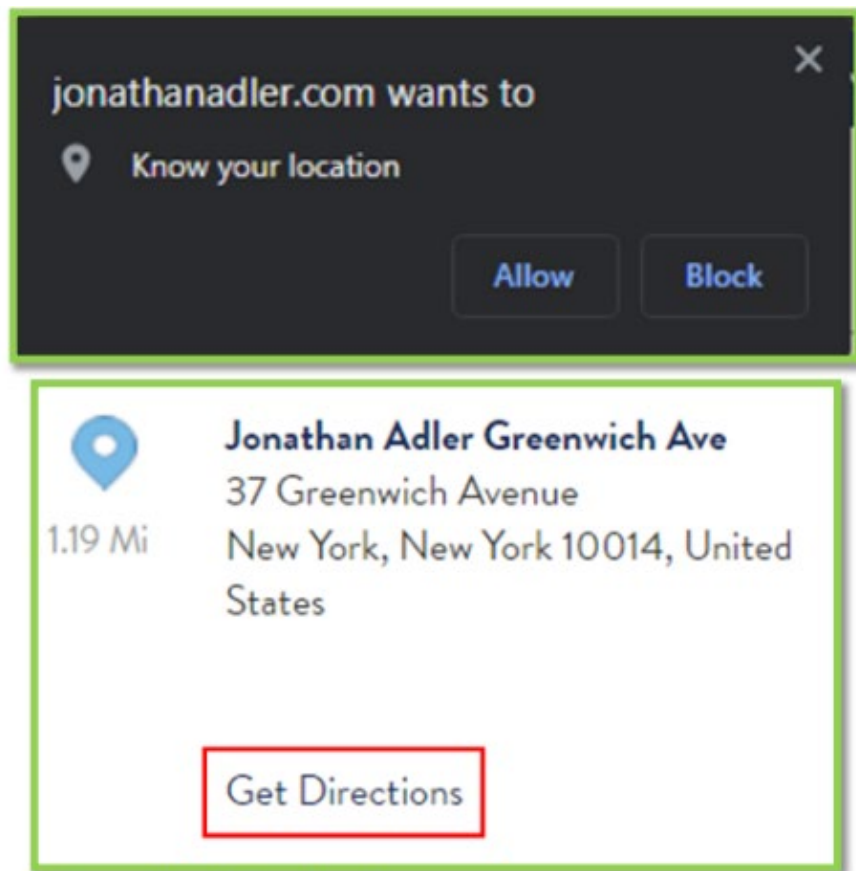 jonathanadler.com wants to
Know your location
Allow
Block
Jonathan Adler Greenwich Ave
37 Greenwich Avenue
1.19 Mi
New York, New York 10014, United
States
Get Directions